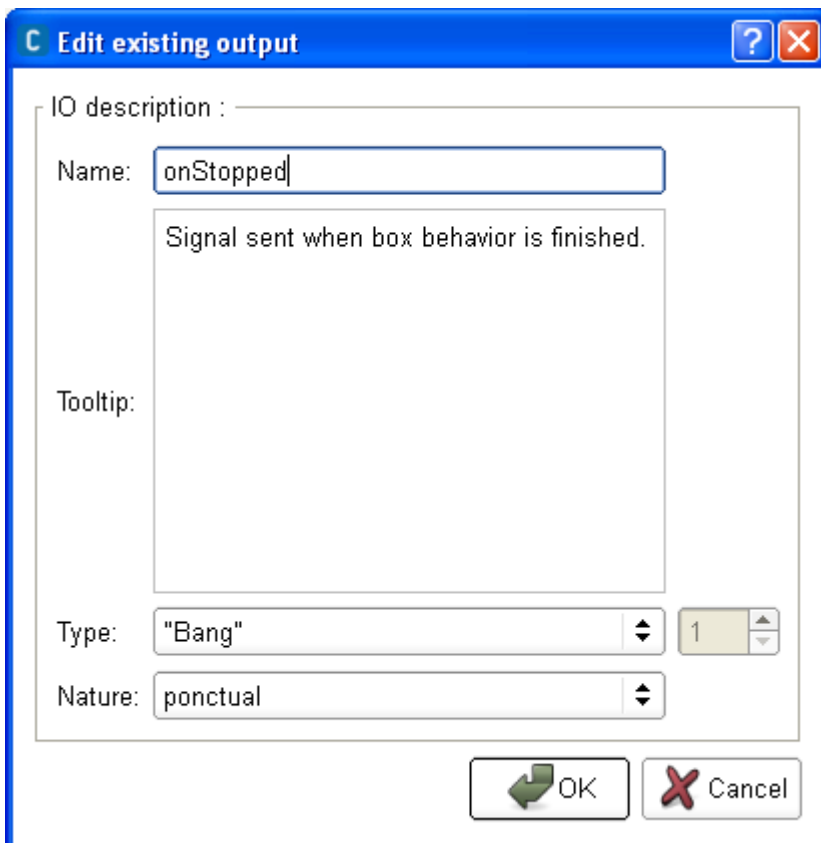 C Edit existing output ?
IO description :
Name: onStopped
Signal sent when box behavior is finished.
Tooltip:
Type: "Bang" 1
Nature: ponctual
OK Cancel